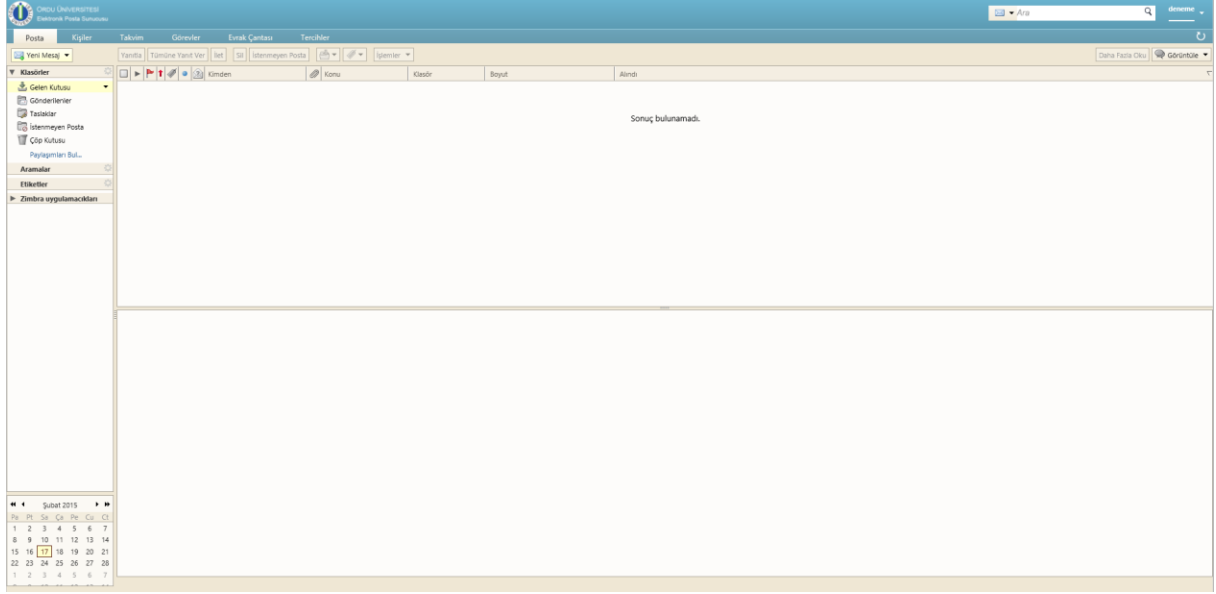 ORDU ÜNİVERSİTESİ
Elektronik Posta Sunucusu
Ara
deneme
Posta Kişiler Takvim Görevler Evrak Çantası Tercihler
Yeni Mesaj
Yanıtla Tümüne Yanıt Ver İlet Sil İstenmeyen Posta İşlemler
Daha Fazla Oku Görüntüle
Klasörler
Kimden Konu Klasör Boyut Alındı
Gelen Kutusu
Gönderilenler
Taslaklar
İstenmeyen Posta
Çöp Kutusu
Paylaşımları Bul...
Aramalar
Etiketler
Zimbra uygulamacıkları
Sonuç bulunamadı.
Şubat 2015
Pa Pt Sa Ça Pe Cu Ct
1 2 3 4 5 6 7
8 9 10 11 12 13 14
15 16 17 18 19 20 21
22 23 24 25 26 27 28
1 2 3 4 5 6 7